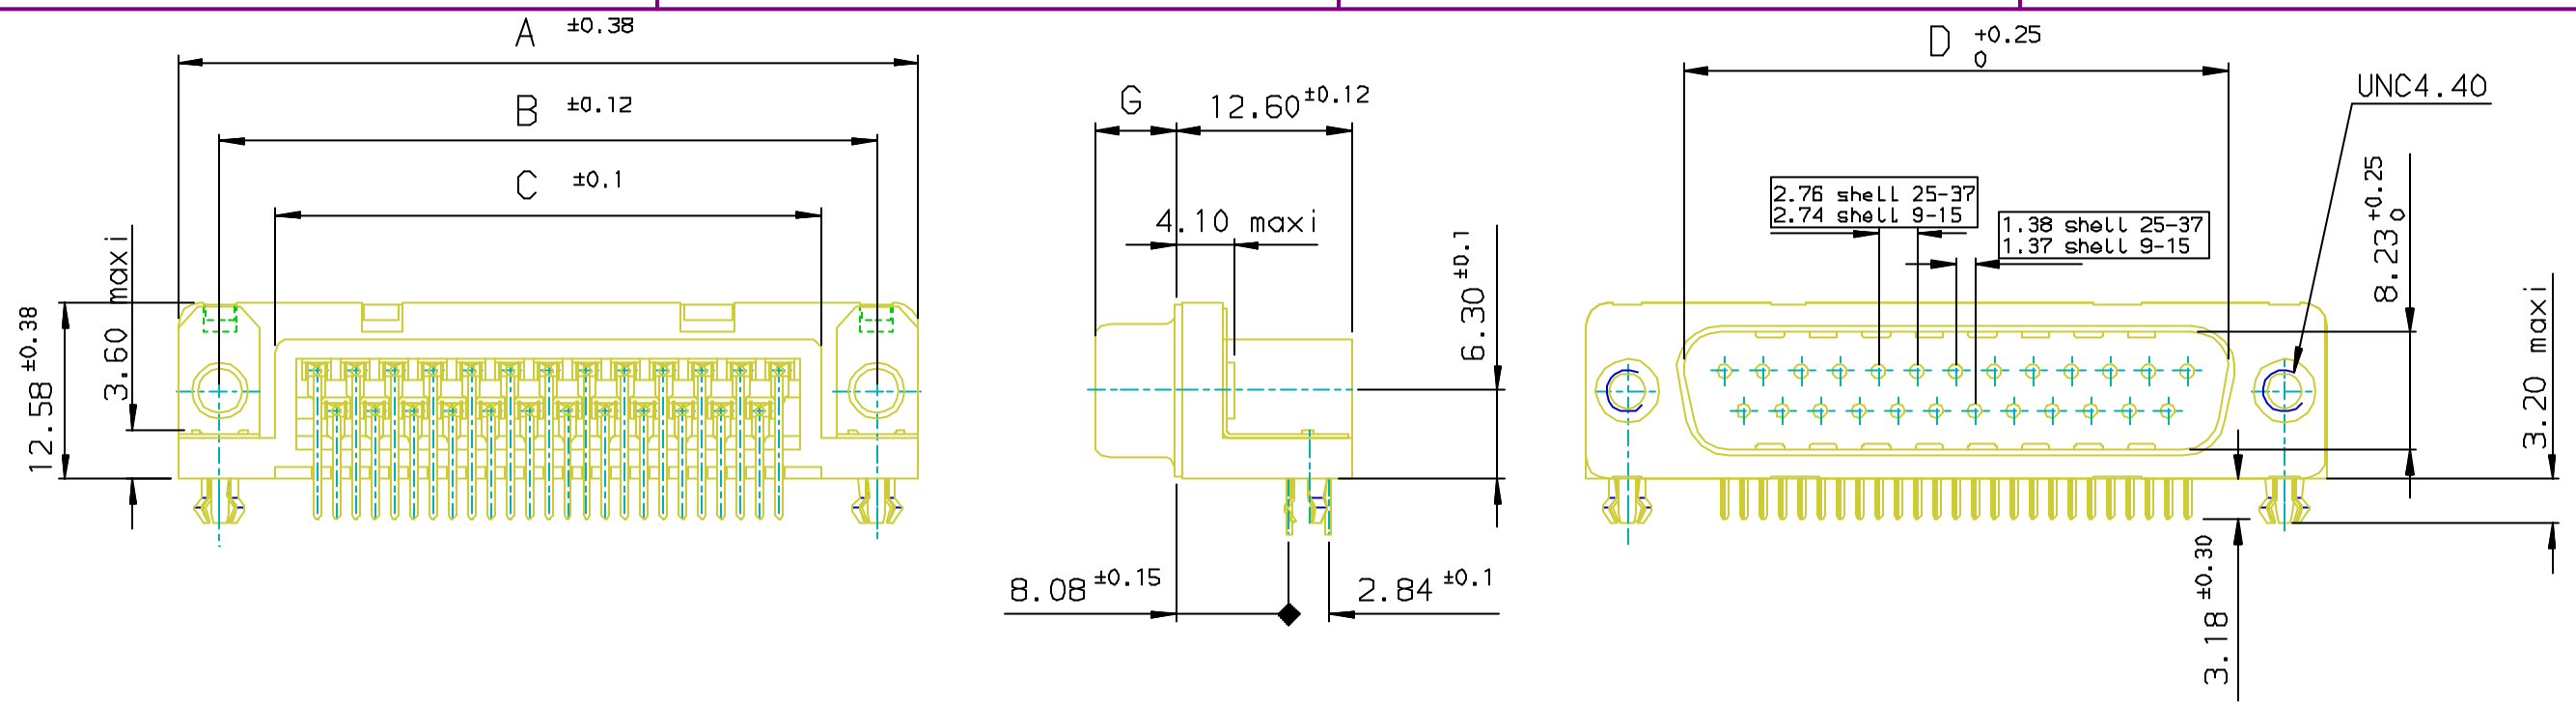 A ±0.38
B ±0.12
C ±0.1
12.58 ±0.38
3.60 maxi
G
12.60 ±0.12
4.10 maxi
6.30 ±0.1
8.08 ±0.15
2.84 ±0.1
D +0.25
0
UNC4.40
2.76 shell 25-37
2.74 shell 9-15
1.38 shell 25-37
1.37 shell 9-15
8.23 +0.25
0
3.20 maxi
3.18 ±0.30